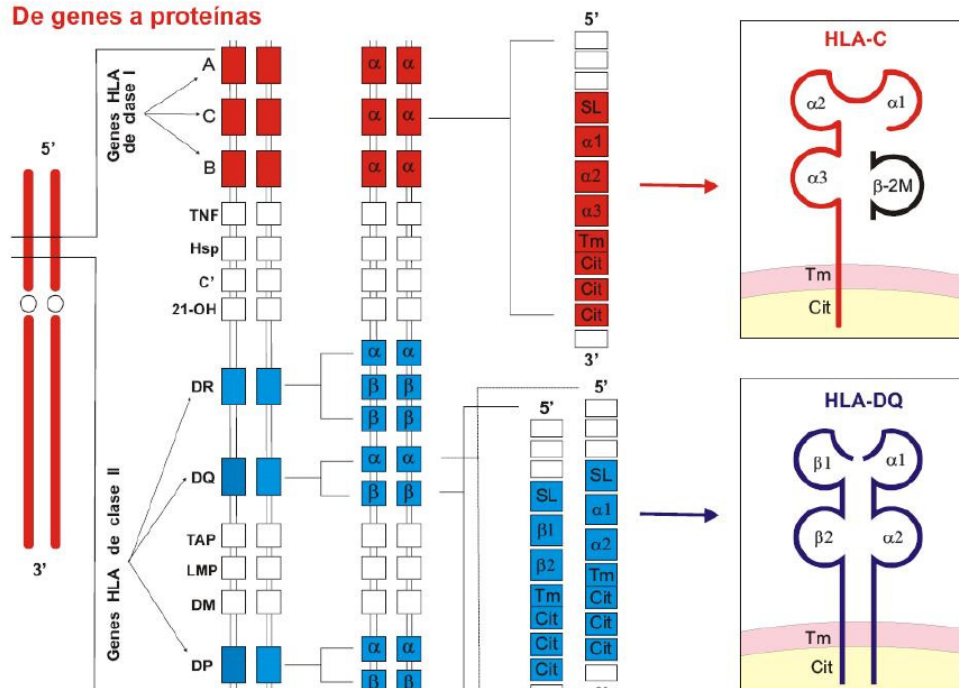 De genes a proteínas
5'
3'
Genes HLA
de clase I
Genes HLA de clase II
A
C
B
TNF
Hsp
C'
21-OH
DR
DQ
TAP
LMP
DM
DP
α α
α α
α α
α α
β β
β β
α α
β β
α α
β β
5'
SL
α1
α2
α3
Tm
Cit
Cit
Cit
3'
5'
SL
β1
β2
Tm
Cit
Cit
Cit
5'
SL
α1
α2
Tm
Cit
Cit
Cit
HLA-C
α2 α1
α3 β-2M
Tm
Cit
HLA-DQ
β1 α1
β2 α2
Tm
Cit